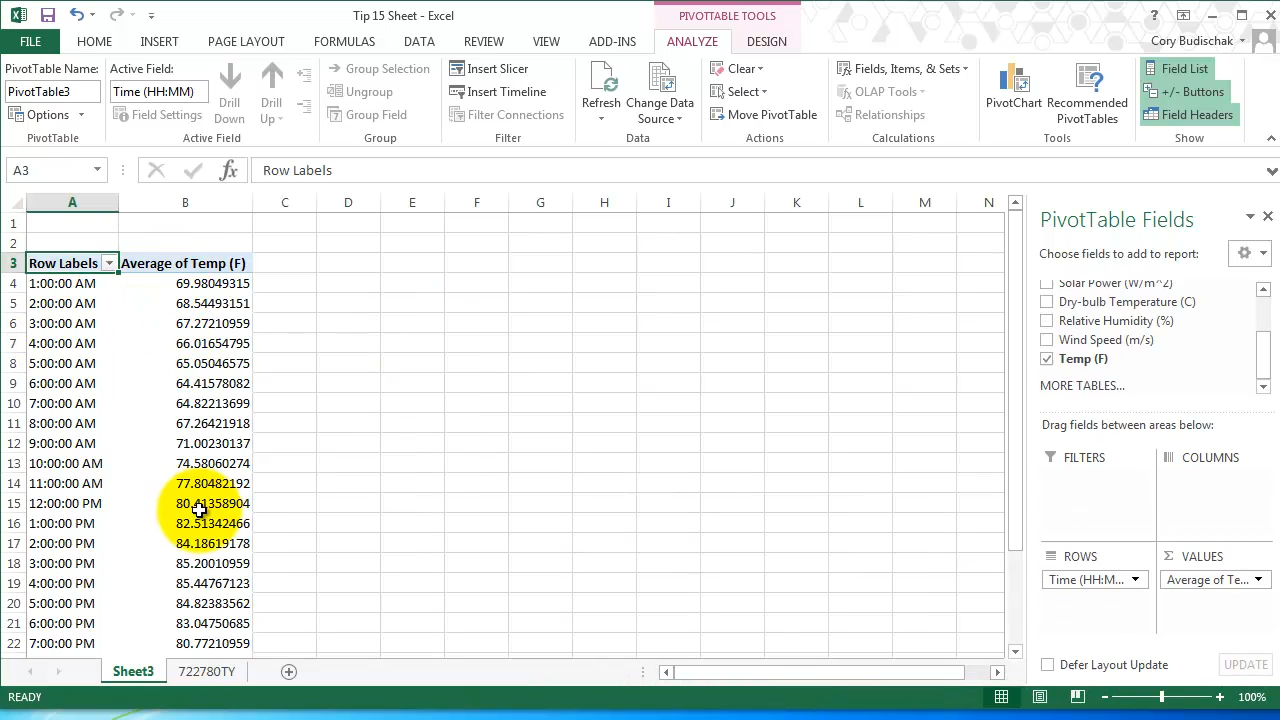 Tip 15 Sheet - Excel
PIVOTTABLE TOOLS
FILE HOME INSERT PAGE LAYOUT FORMULAS DATA REVIEW VIEW ADD-INS ANALYZE DESIGN
Cory Budischak
PivotTable Name:
PivotTable3
Options
PivotTable
Active Field:
Time (HH:MM)
Field Settings
Drill Down
Drill Up
Active Field
Group Selection
Ungroup
Group Field
Group
Insert Slicer
Insert Timeline
Filter Connections
Filter
Refresh
Change Data Source
Data
Clear
Select
Move PivotTable
Actions
Fields, Items, & Sets
OLAP Tools
Relationships
Calculations
PivotChart
Recommended PivotTables
Tools
Field List
+/- Buttons
Field Headers
Show
A3
fx
Row Labels
A B C D E F G H I J K L M N
1
2
3 Row Labels Average of Temp (F)
4 1:00:00 AM 69.98049315
5 2:00:00 AM 68.54493151
6 3:00:00 AM 67.27210959
7 4:00:00 AM 66.01654795
8 5:00:00 AM 65.05046575
9 6:00:00 AM 64.41578082
10 7:00:00 AM 64.82213699
11 8:00:00 AM 67.26421918
12 9:00:00 AM 71.00230137
13 10:00:00 AM 74.58060274
14 11:00:00 AM 77.80482192
15 12:00:00 PM 80.41358904
16 1:00:00 PM 82.51342466
17 2:00:00 PM 84.18619178
18 3:00:00 PM 85.20010959
19 4:00:00 PM 85.44767123
20 5:00:00 PM 84.82383562
21 6:00:00 PM 83.04750685
22 7:00:00 PM 80.77210959
PivotTable Fields
Choose fields to add to report:
Solar Power (W/m^2)
Dry-bulb Temperature (C)
Relative Humidity (%)
Wind Speed (m/s)
Temp (F)
MORE TABLES...
Drag fields between areas below:
FILTERS
COLUMNS
ROWS
Time (HH:M...
VALUES
Average of Te...
Defer Layout Update
UPDATE
Sheet3 722780TY
READY
100%